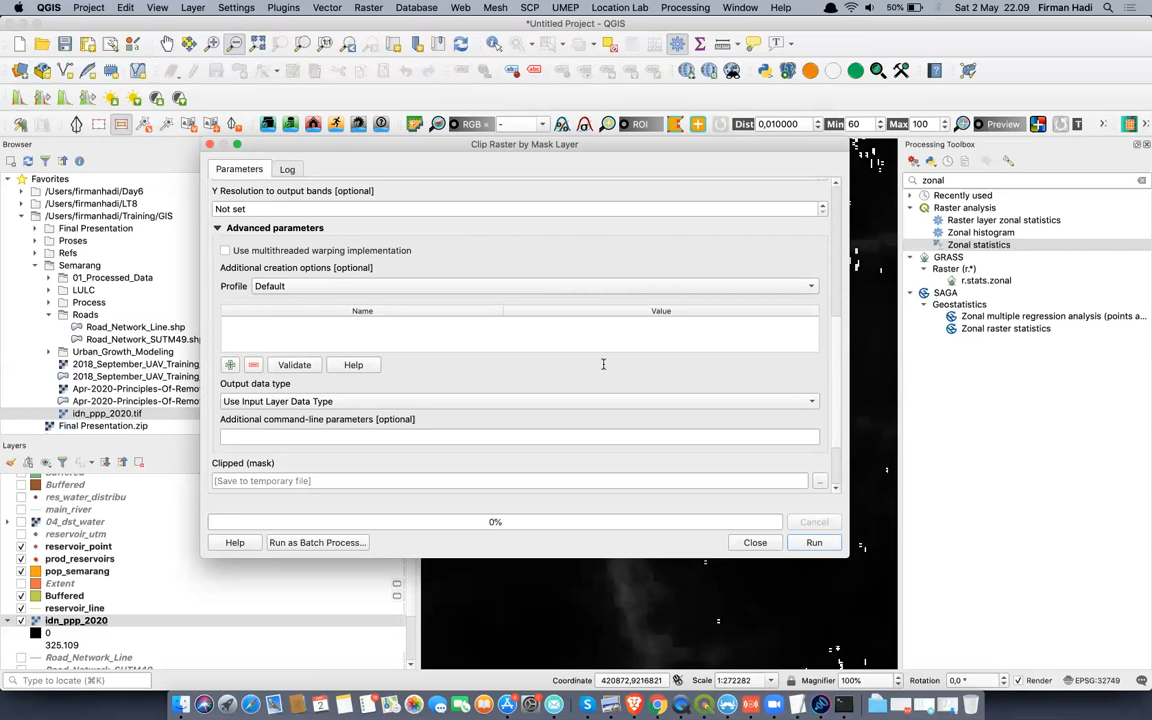 QGIS Project Edit View Layer Settings Plugins Vector Raster Database Web Mesh SCP UMEP Location Lab Processing Window Help 50% Sat 2 May 22.09 Firman Hadi
*Untitled Project - QGIS
RGB = - ROI Dist 0,010000 Min 60 Max 100 Preview T
Browser
Favorites
/Users/firmanhadi/Day6
/Users/firmanhadi/LT8
/Users/firmanhadi/Training/GIS
Final Presentation
Proses
Refs
Semarang
01_Processed_Data
LULC
Process
Roads
Road_Network_Line.shp
Road_Network_SUTM49.shp
Urban_Growth_Modeling
2018_September_UAV_Training
2018_September_UAV_Training
Apr-2020-Principles-Of-Remo
Apr-2020-Principles-Of-Remo
idn_ppp_2020.tif
Final Presentation.zip
Layers
Buffered
res_water_distribu
main_river
04_dst_water
reservoir_utm
reservoir_point
prod_reservoirs
pop_semarang
Extent
Buffered
reservoir_line
idn_ppp_2020
0
325.109
Road_Network_Line
Road_Network_SUTM49
Clip Raster by Mask Layer
Parameters Log
Y Resolution to output bands [optional]
Not set
Advanced parameters
Use multithreaded warping implementation
Additional creation options [optional]
Profile Default
Name Value
Validate Help
Output data type
Use Input Layer Data Type
Additional command-line parameters [optional]
Clipped (mask)
[Save to temporary file] ...
0% Cancel
Help Run as Batch Process... Close Run
Processing Toolbox
zonal
Recently used
Raster analysis
Raster layer zonal statistics
Zonal histogram
Zonal statistics
GRASS
Raster (r.*)
r.stats.zonal
SAGA
Geostatistics
Zonal multiple regression analysis (points a...
Zonal raster statistics
Type to locate (⌘K) Coordinate 420872,9216821 Scale 1:272282 Magnifier 100% Rotation 0,0 ° Render EPSG:32749